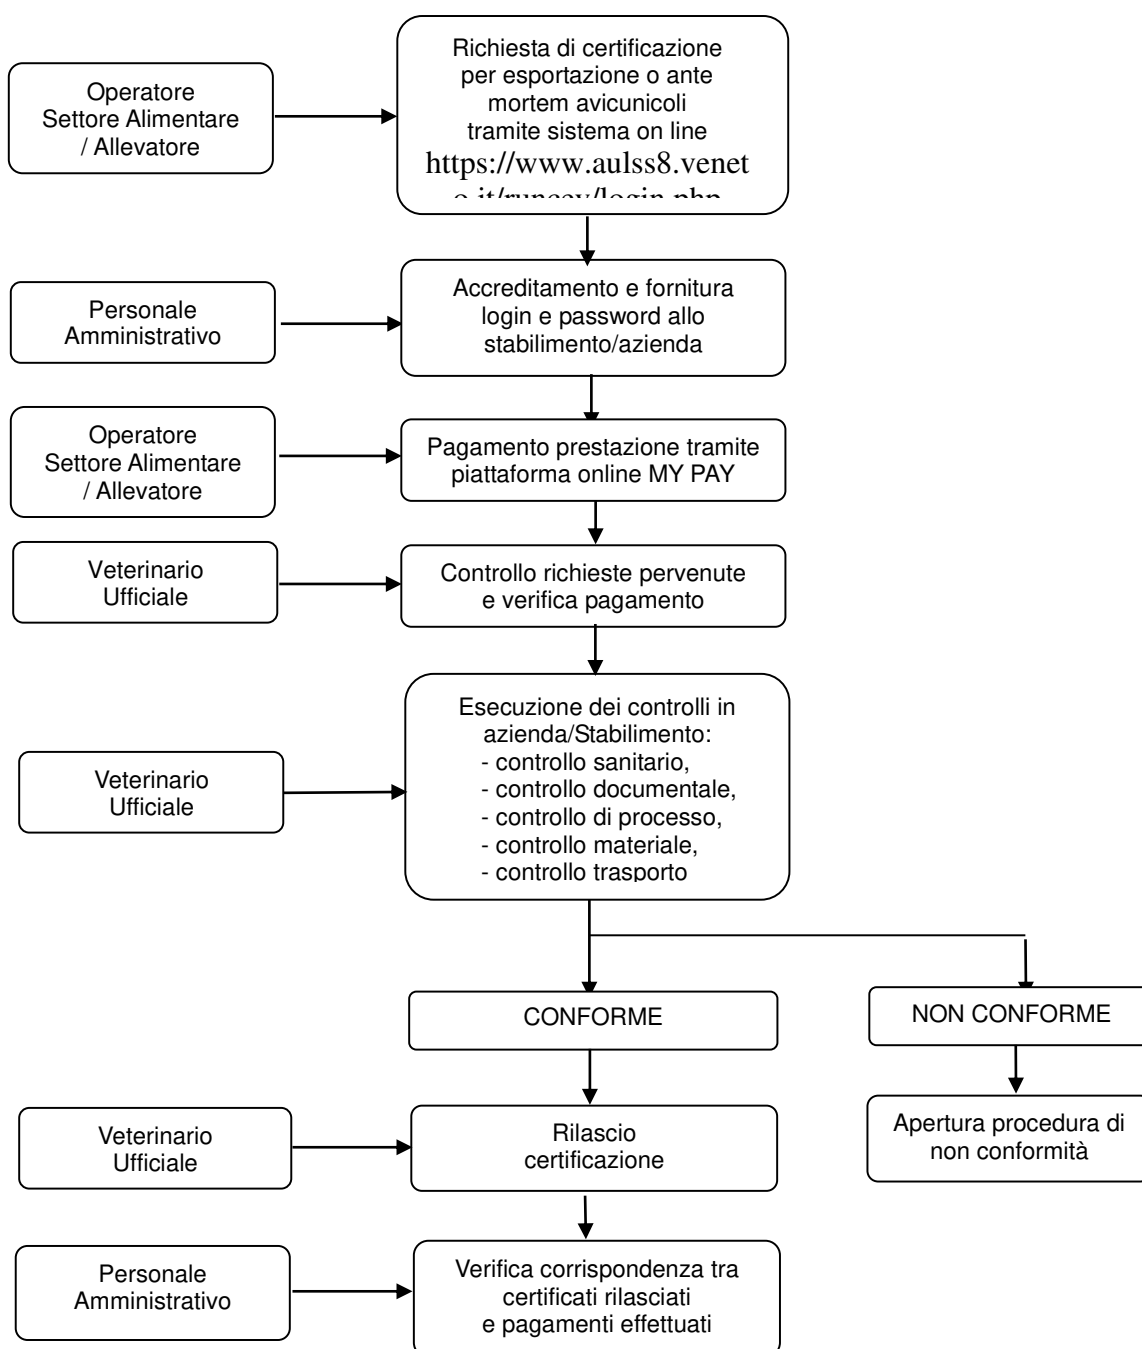 Operatore
Settore Alimentare
/ Allevatore
Richiesta di certificazione
per esportazione o ante
mortem avicunicoli
tramite sistema on line
https://www.aulss8.venet
o.it/runcev/login.php
Personale
Amministrativo
Accreditamento e fornitura
login e password allo
stabilimento/azienda
Operatore
Settore Alimentare
/ Allevatore
Pagamento prestazione tramite
piattaforma online MY PAY
Veterinario
Ufficiale
Controllo richieste pervenute
e verifica pagamento
Veterinario
Ufficiale
Esecuzione dei controlli in
azienda/Stabilimento:
- controllo sanitario,
- controllo documentale,
- controllo di processo,
- controllo materiale,
- controllo trasporto
CONFORME
NON CONFORME
Veterinario
Ufficiale
Rilascio
certificazione
Apertura procedura di
non conformità
Personale
Amministrativo
Verifica corrispondenza tra
certificati rilasciati
e pagamenti effettuati